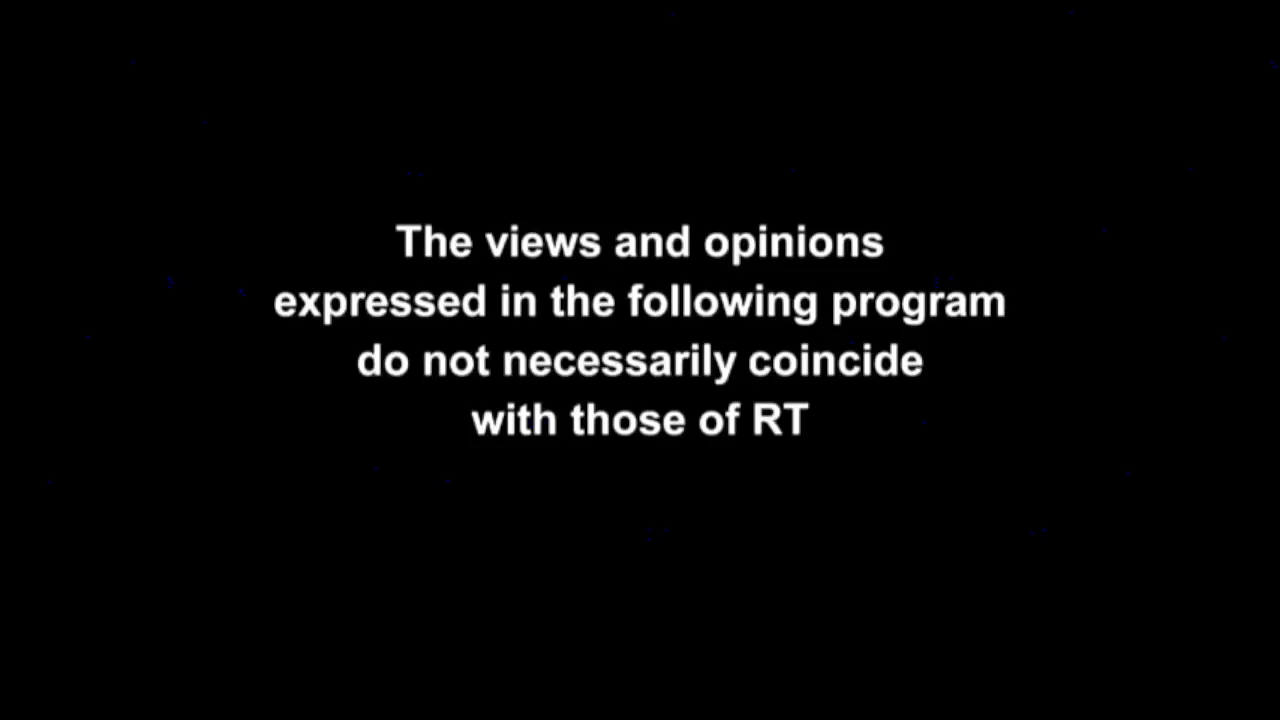 The views and opinions
expressed in the following program
do not necessarily coincide
with those of RT